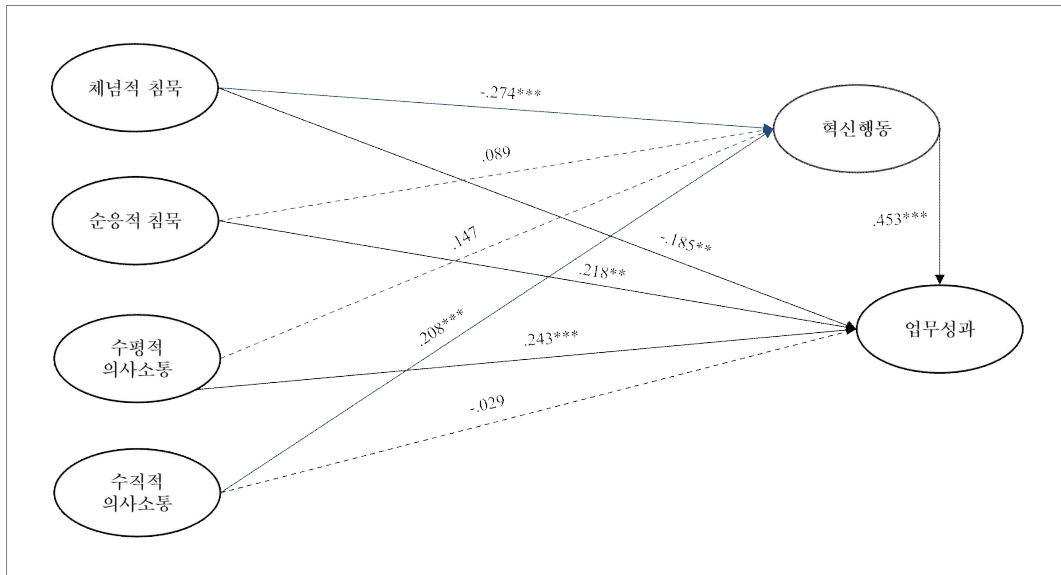 체념적 침묵
-.274***
혁신행동
.089
순응적 침묵
.147
-.185**
.453***
.218**
.208***
.243***
업무성과
수평적
의사소통
-.029
수직적
의사소통